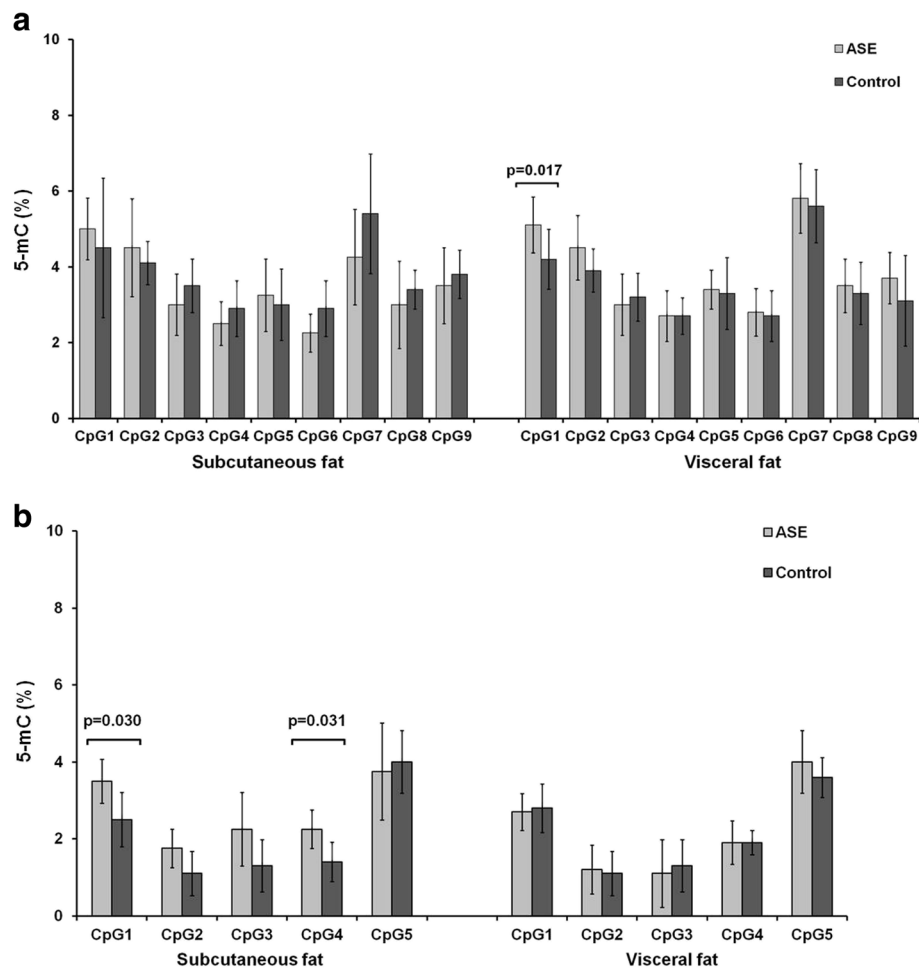 a
10
8
6
4
2
0
5-mC (%)
ASE
Control
p=0.017
CpG1 CpG2 CpG3 CpG4 CpG5 CpG6 CpG7 CpG8 CpG9
CpG1 CpG2 CpG3 CpG4 CpG5 CpG6 CpG7 CpG8 CpG9
Subcutaneous fat
Visceral fat
b
10
8
6
4
2
0
5-mC (%)
ASE
Control
p=0.030
p=0.031
CpG1 CpG2 CpG3 CpG4 CpG5
CpG1 CpG2 CpG3 CpG4 CpG5
Subcutaneous fat
Visceral fat